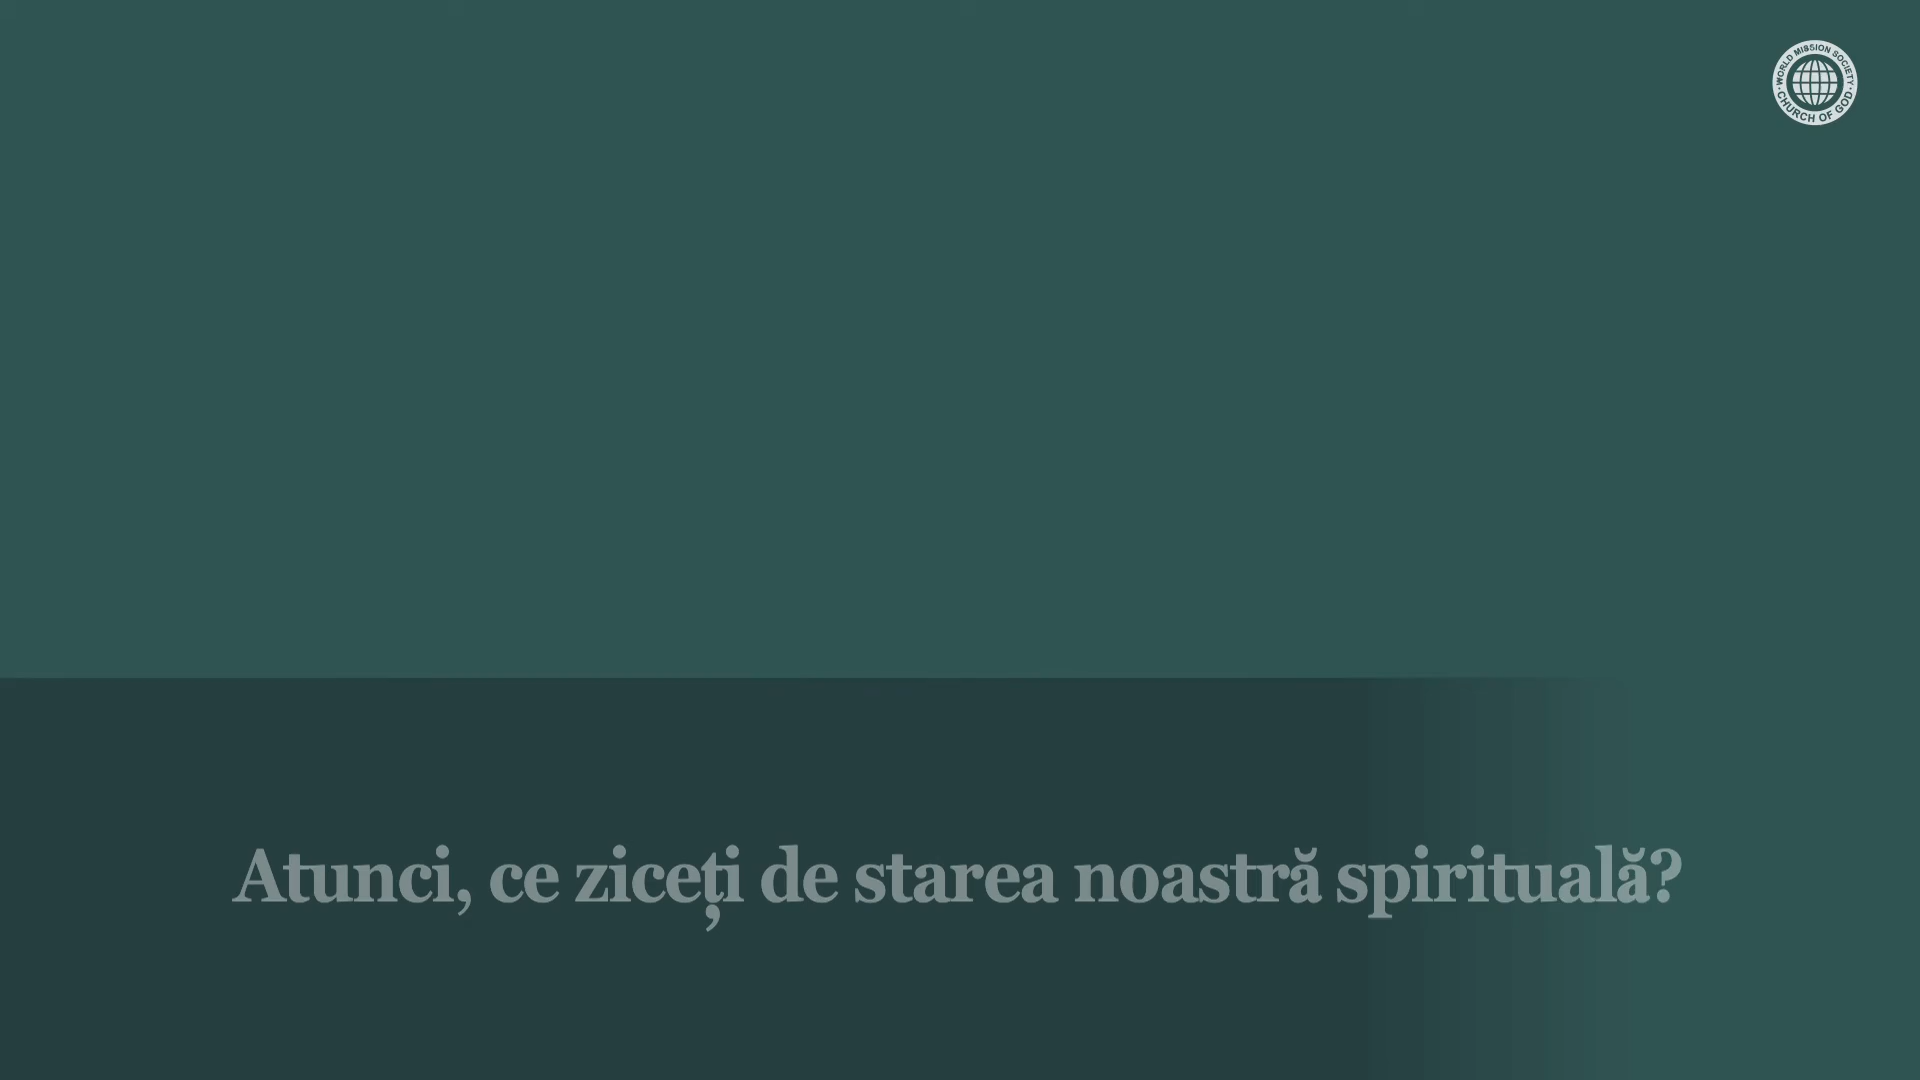 WORLD MISSION SOCIETY
CHURCH OF GOD
Atunci, ce ziceți de starea noastră spirituală?